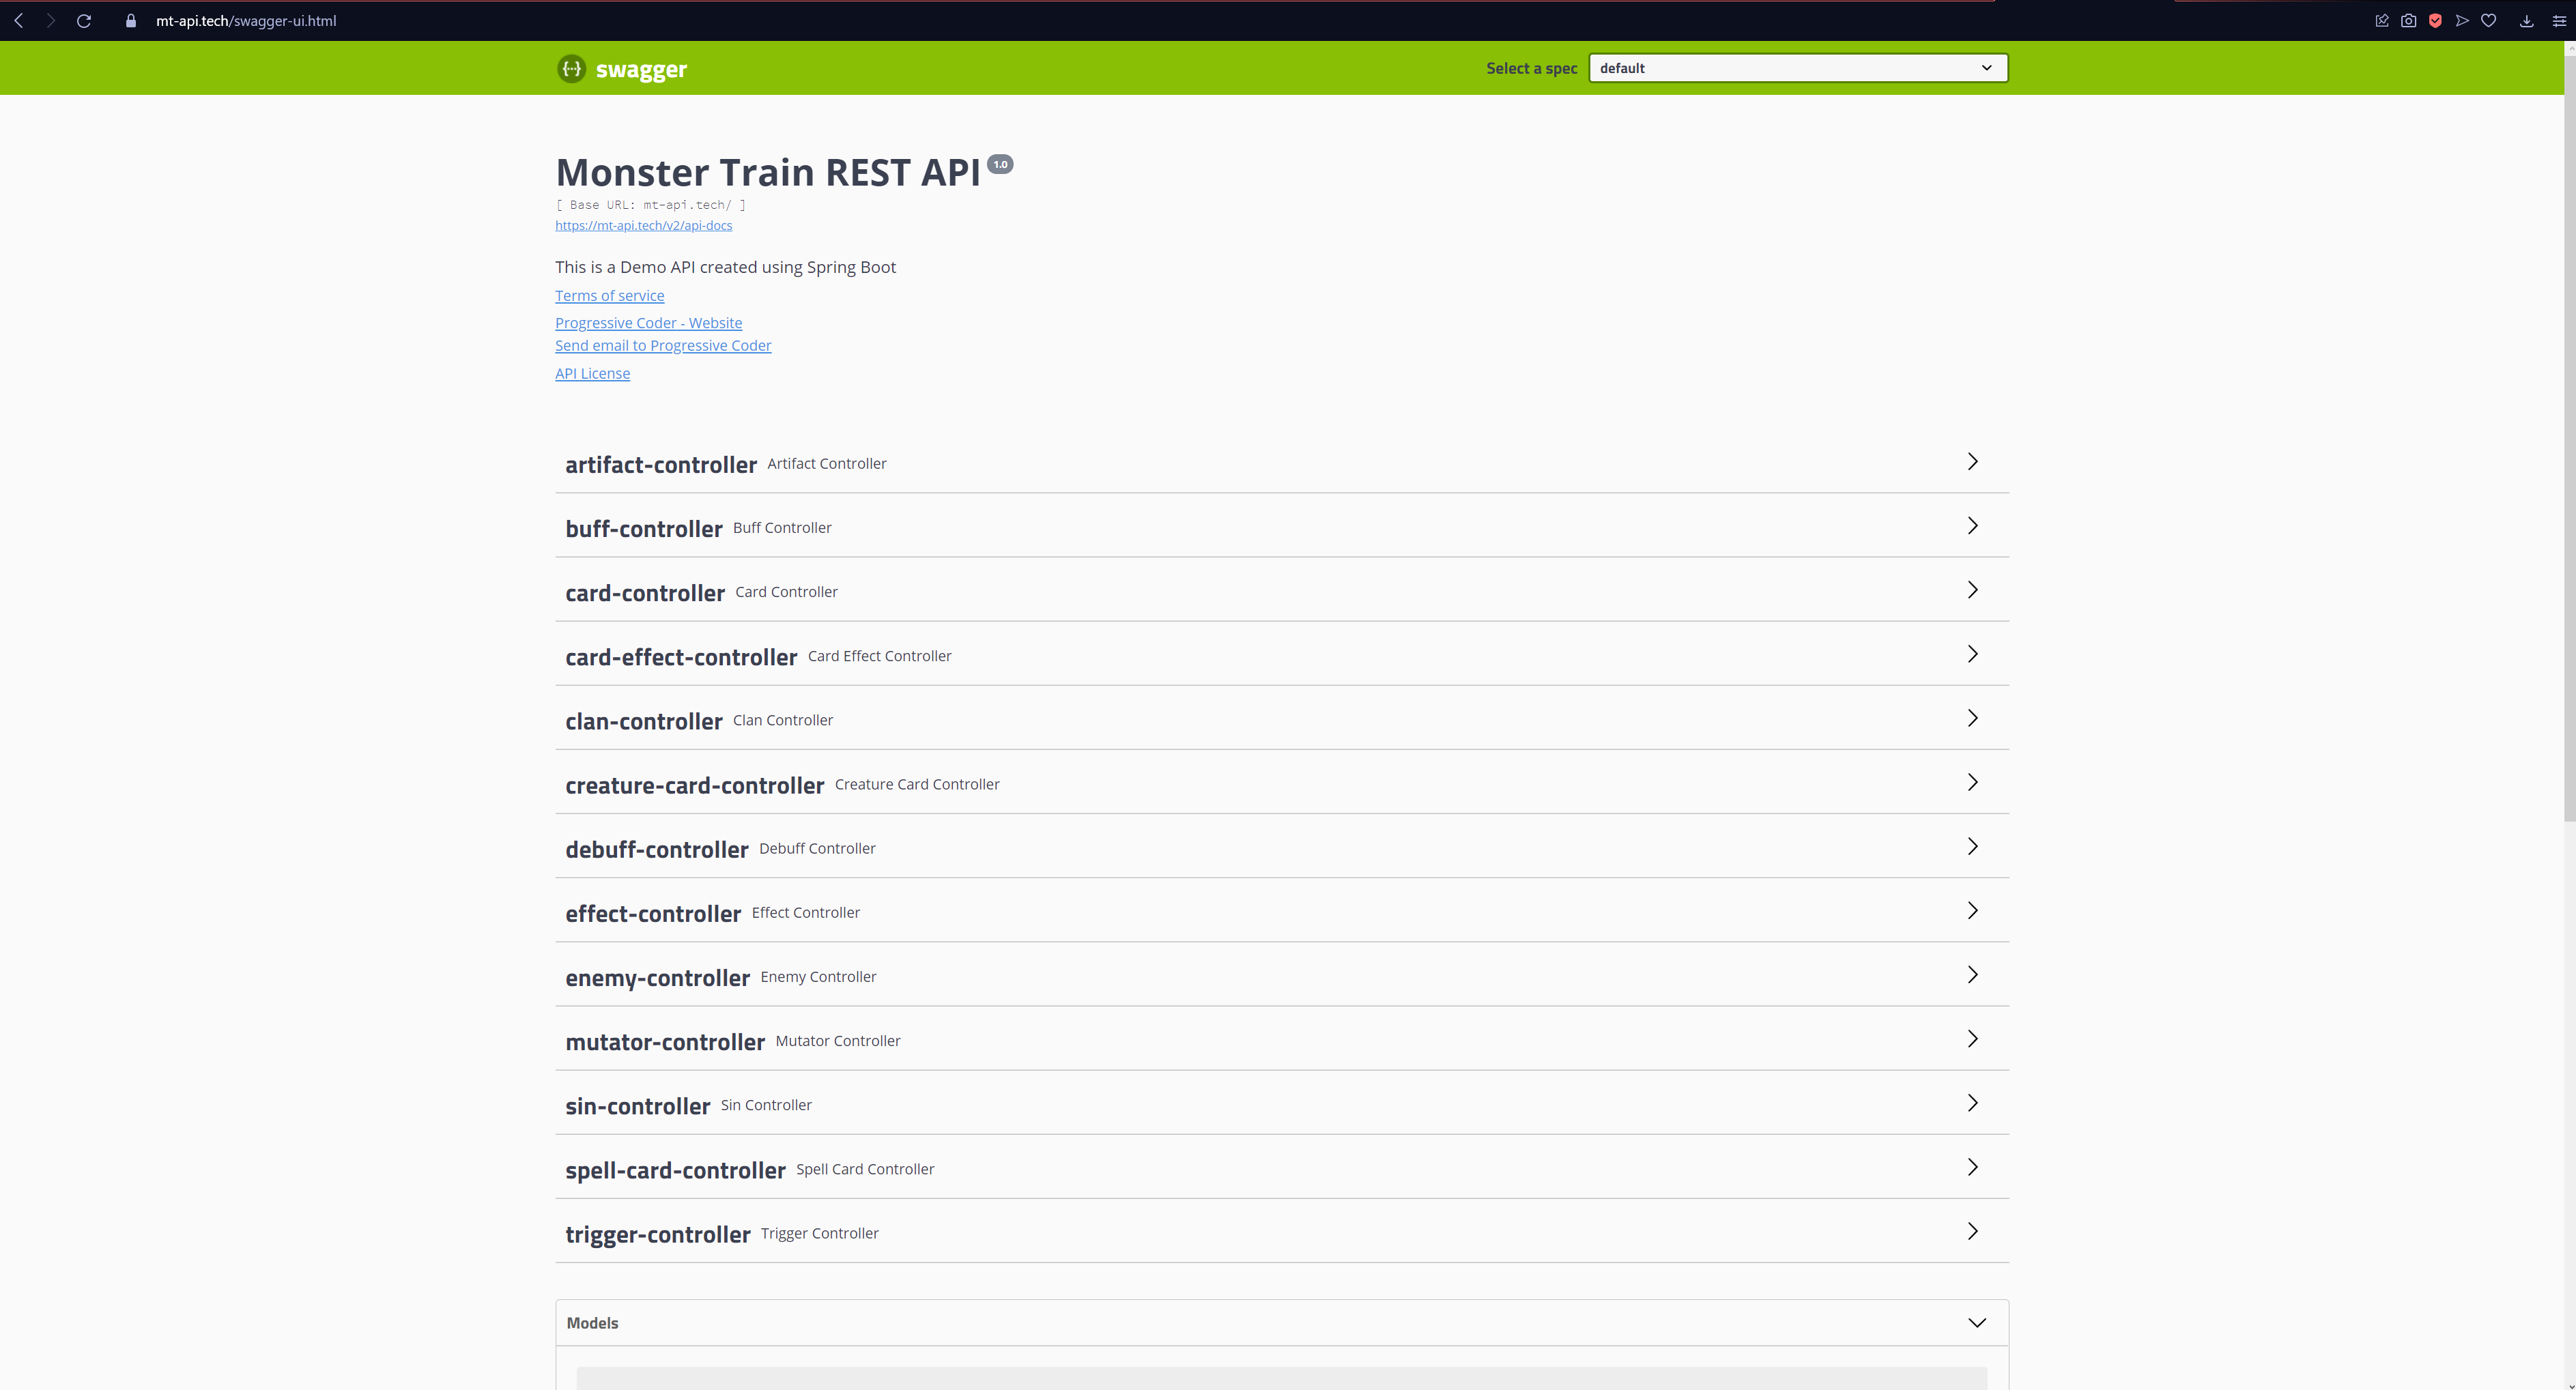 mt-api.tech/swagger-ui.html
{···} swagger
Select a spec default
Monster Train REST API 1.0
[ Base URL: mt-api.tech/ ]
https://mt-api.tech/v2/api-docs
This is a Demo API created using Spring Boot
Terms of service
Progressive Coder - Website
Send email to Progressive Coder
API License
artifact-controller Artifact Controller
buff-controller Buff Controller
card-controller Card Controller
card-effect-controller Card Effect Controller
clan-controller Clan Controller
creature-card-controller Creature Card Controller
debuff-controller Debuff Controller
effect-controller Effect Controller
enemy-controller Enemy Controller
mutator-controller Mutator Controller
sin-controller Sin Controller
spell-card-controller Spell Card Controller
trigger-controller Trigger Controller
Models